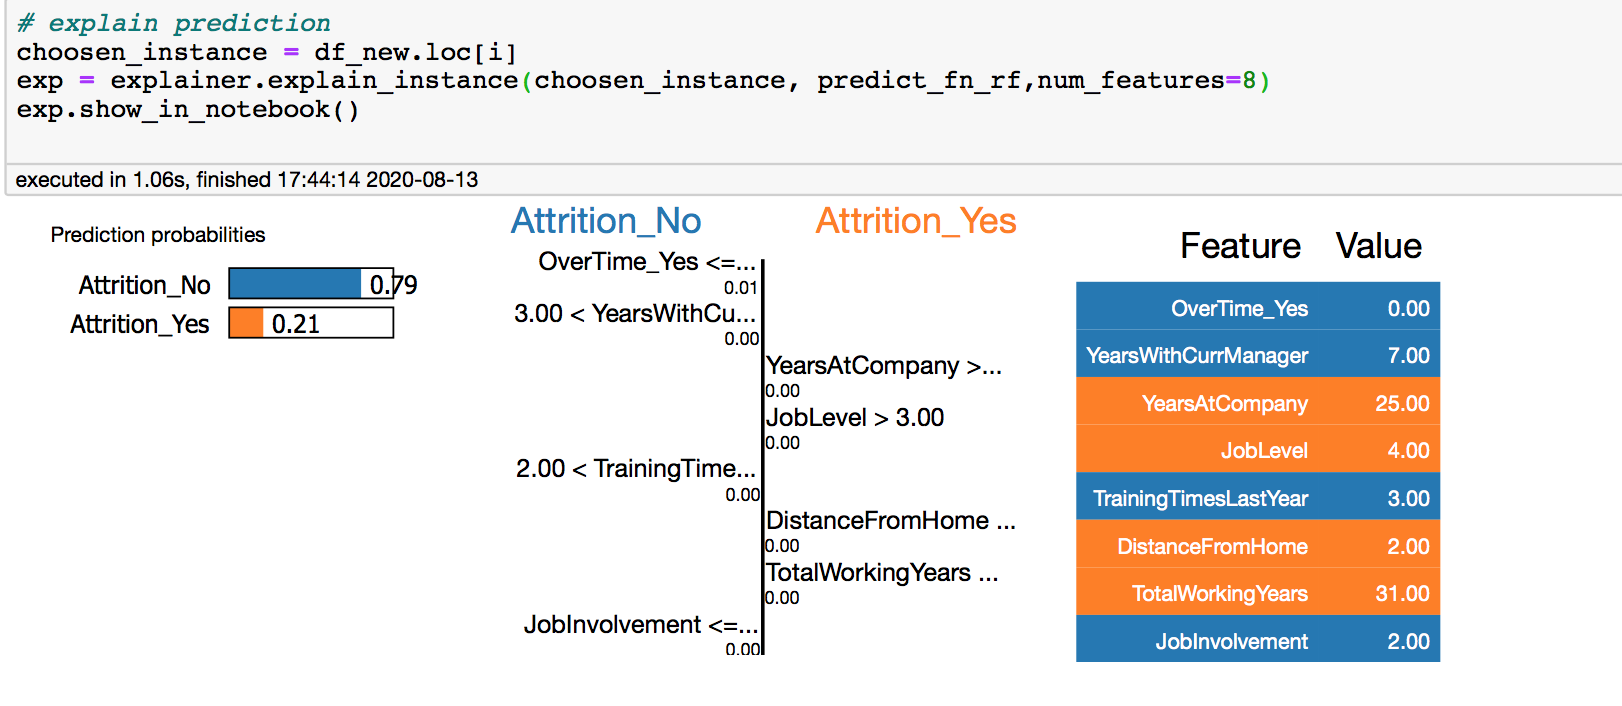 # explain prediction
choosen_instance = df_new.loc[i]
exp = explainer.explain_instance(choosen_instance, predict_fn_rf,num_features=8)
exp.show_in_notebook()
executed in 1.06s, finished 17:44:14 2020-08-13
Prediction probabilities
Attrition_No 0.79
Attrition_Yes 0.21
Attrition_No Attrition_Yes
OverTime_Yes <=...
0.01
3.00 < YearsWithCu...
0.00
YearsAtCompany >...
0.00
JobLevel > 3.00
0.00
2.00 < TrainingTime...
0.00
DistanceFromHome ...
0.00
TotalWorkingYears ...
0.00
JobInvolvement <=...
0.00
Feature Value
OverTime_Yes 0.00
YearsWithCurrManager 7.00
YearsAtCompany 25.00
JobLevel 4.00
TrainingTimesLastYear 3.00
DistanceFromHome 2.00
TotalWorkingYears 31.00
JobInvolvement 2.00